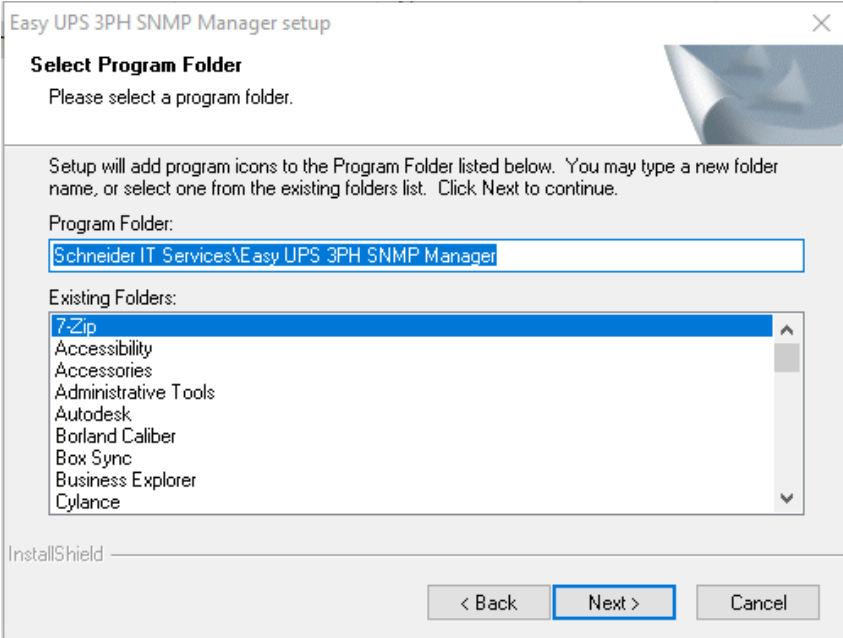 Easy UPS 3PH SNMP Manager setup
Select Program Folder
Please select a program folder.
Setup will add program icons to the Program Folder listed below.  You may type a new folder
name, or select one from the existing folders list.  Click Next to continue.
Program Folder:
Schneider IT Services\Easy UPS 3PH SNMP Manager
Existing Folders:
7-Zip
Accessibility
Accessories
Administrative Tools
Autodesk
Borland Caliber
Box Sync
Business Explorer
Cylance
InstallShield
< Back
Next >
Cancel